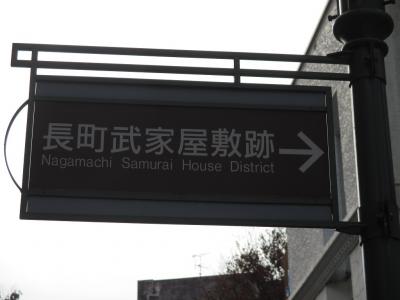 長町武家屋敷跡
Nagamachi Samurai House District